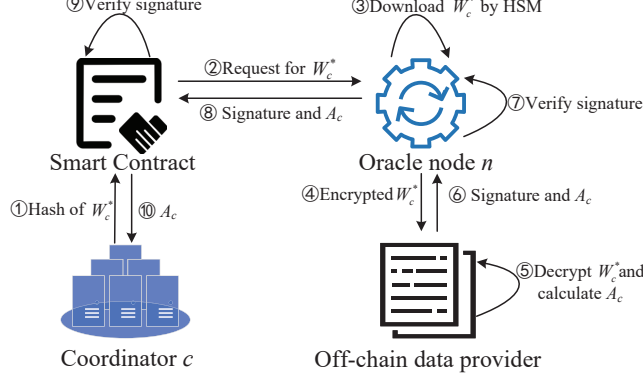 ⑨Verify signature
③Download W_c^* by HSM
②Request for W_c^*
⑧ Signature and A_c
⑦Verify signature
Smart Contract
Oracle node n
①Hash of W_c^*
⑩ A_c
④Encrypted W_c^*
⑥ Signature and A_c
⑤Decrypt W_c^* and
calculate A_c
Coordinator c
Off-chain data provider